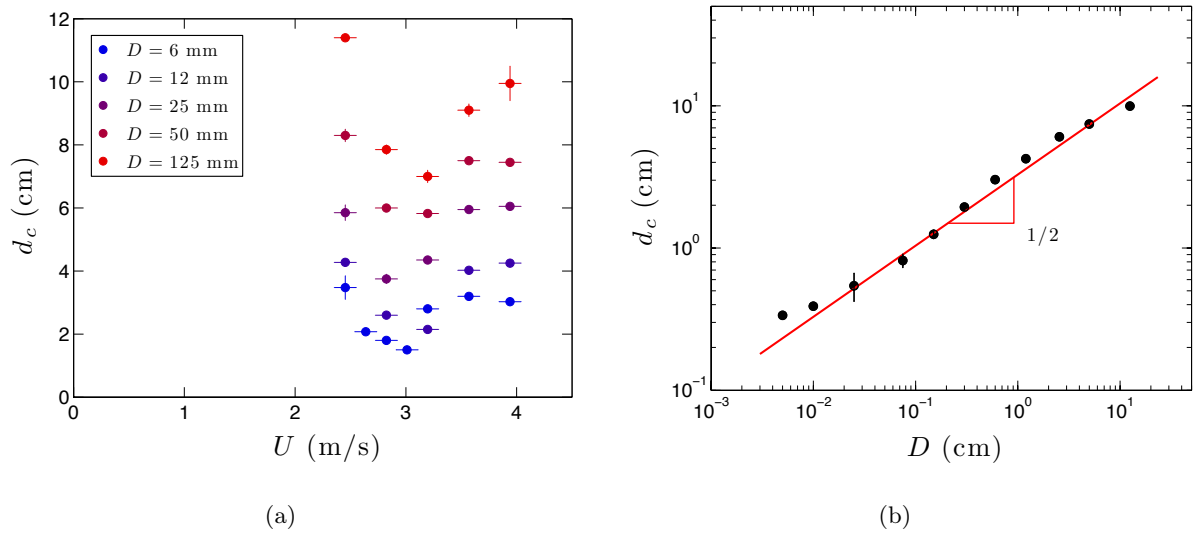 12
10
8
6
4
2
0
d_c (cm)
D = 6 mm
D = 12 mm
D = 25 mm
D = 50 mm
D = 125 mm
0 1 2 3 4
U (m/s)
(a)
10^1
10^0
10^{-1}
d_c (cm)
1/2
10^{-3} 10^{-2} 10^{-1} 10^0 10^1
D (cm)
(b)